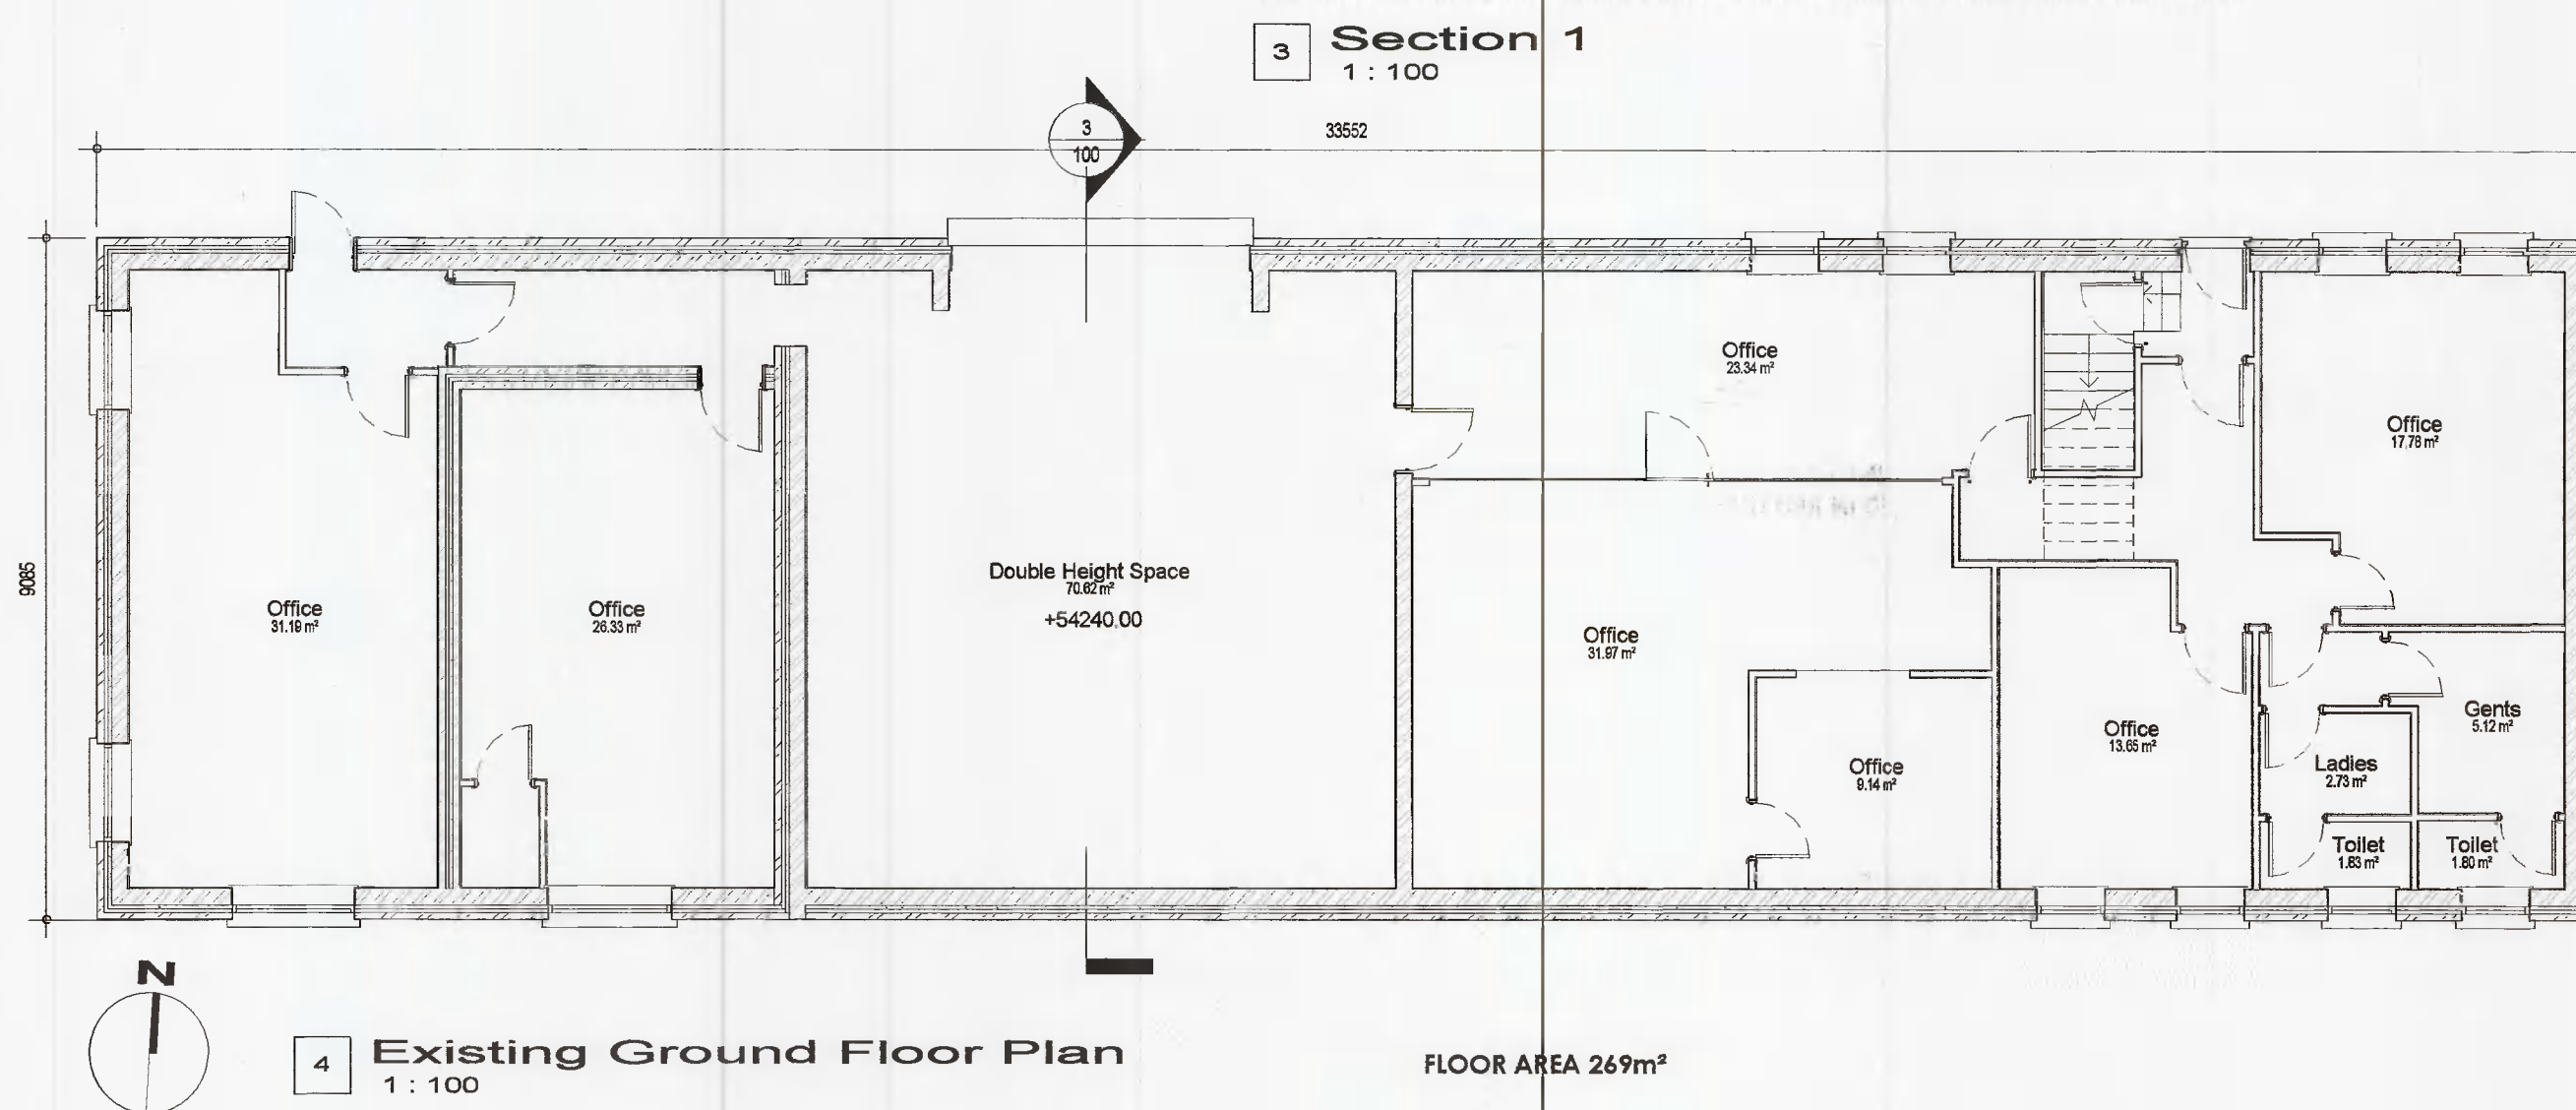 3
Section 1
1 : 100
3
100
33552
9085
Office
31.19 m²
Office
26.33 m²
Double Height Space
70.62 m²
+54240.00
Office
23.34 m²
Office
31.97 m²
Office
9.14 m²
Office
13.65 m²
Office
17.76 m²
Gents
5.12 m²
Ladies
2.73 m²
Toilet
1.83 m²
Toilet
1.80 m²
N
4
Existing Ground Floor Plan
1 : 100
FLOOR AREA 269m²